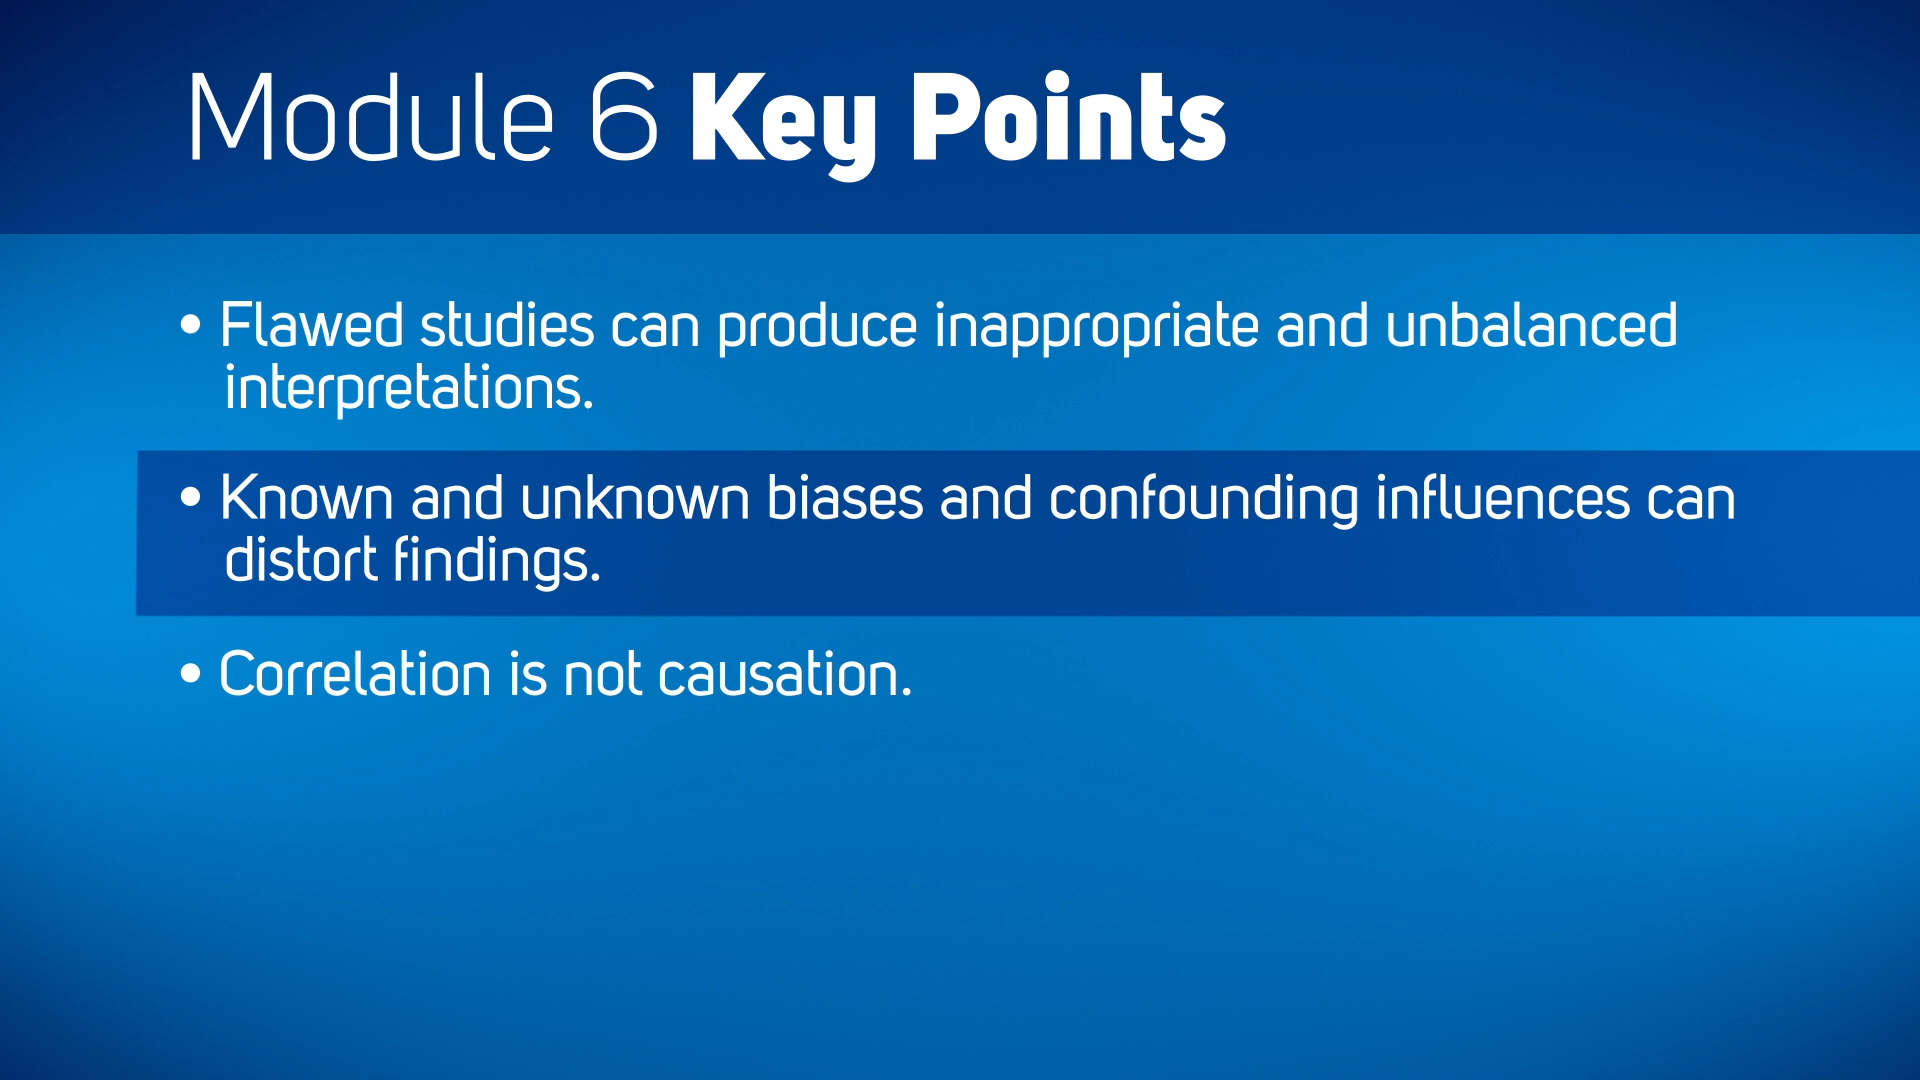 Module 6 Key Points
• Flawed studies can produce inappropriate and unbalanced
interpretations.
• Known and unknown biases and confounding influences can
distort findings.
• Correlation is not causation.